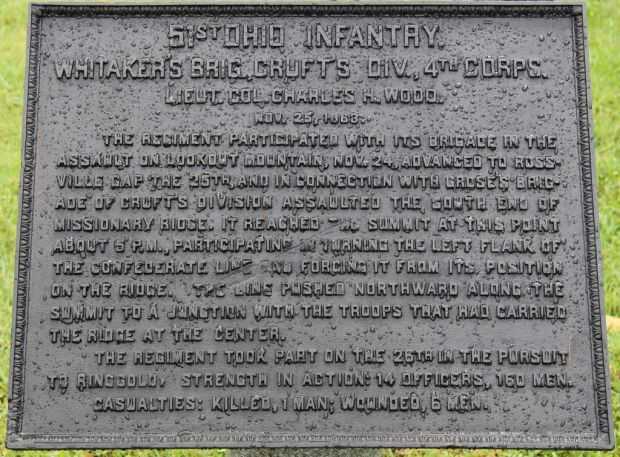 51ST OHIO INFANTRY.
WHITAKER'S BRIG., CRUFT'S DIV., 4TH CORPS.
LIEUT. COL. CHARLES H. WOOD.
NOV. 25, 1863.
THE REGIMENT PARTICIPATED WITH ITS BRIGADE IN THE
ASSAULT ON LOOKOUT MOUNTAIN, NOV. 24, ADVANCED TO ROSS-
VILLE GAP THE 25TH, AND IN CONNECTION WITH GROSE'S BRIG-
ADE OF CRUFT'S DIVISION ASSAULTED THE SOUTH END OF
MISSIONARY RIDGE. IT REACHED THE SUMMIT AT THIS POINT
ABOUT 5 P.M., PARTICIPATING IN TURNING THE LEFT FLANK OF
THE CONFEDERATE LINE AND FORCING IT FROM ITS POSITION
ON THE RIDGE. THE LINE PUSHED NORTHWARD ALONG THE
SUMMIT TO A JUNCTION WITH THE TROOPS THAT HAD CARRIED
THE RIDGE AT THE CENTER.
THE REGIMENT TOOK PART ON THE 26TH IN THE PURSUIT
TO RINGGOLD. STRENGTH IN ACTION: 14 OFFICERS, 160 MEN.
CASUALTIES: KILLED, 1 MAN; WOUNDED, 6 MEN.